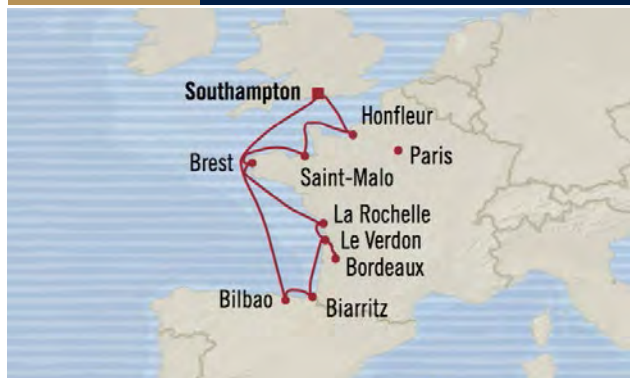 Southampton
Honfleur
Paris
Brest
Saint-Malo
La Rochelle
Le Verdon
Bordeaux
Bilbao
Biarritz